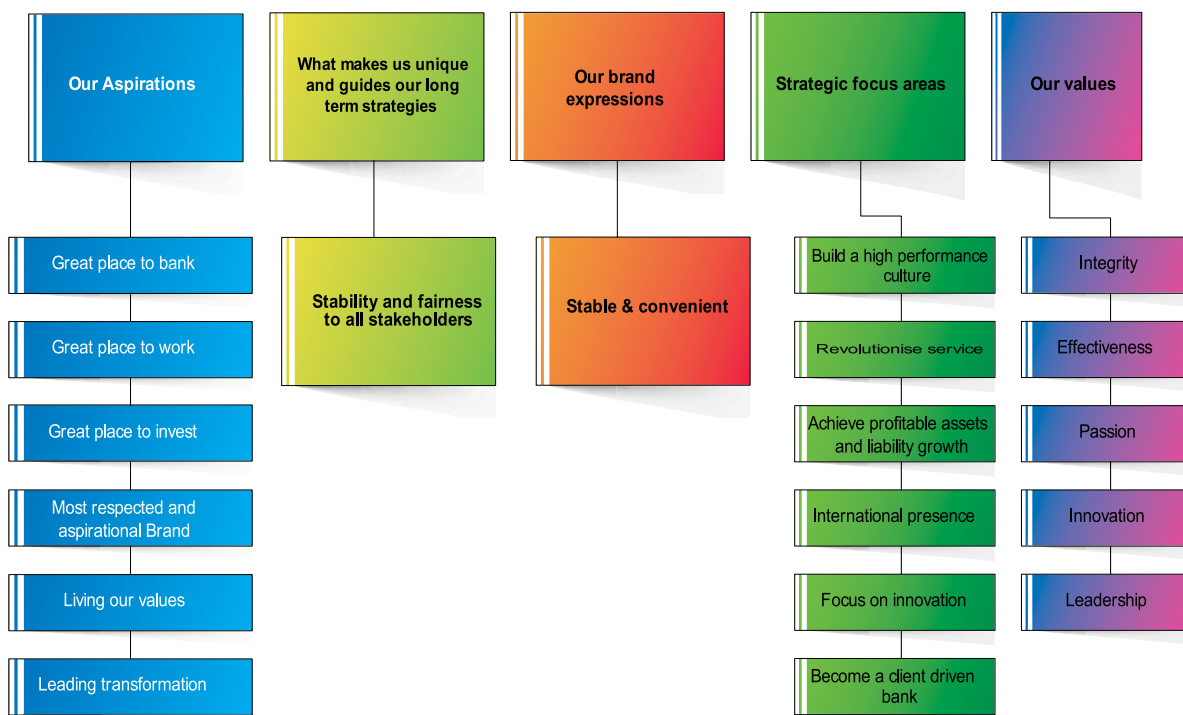 Our Aspirations
What makes us unique
and guides our long
term strategies
Our brand
expressions
Strategic focus areas
Our values
Great place to bank
Great place to work
Great place to invest
Most respected and
aspirational Brand
Living our values
Leading transformation
Stability and fairness
to all stakeholders
Stable & convenient
Build a high performance
culture
Revolutionise service
Achieve profitable assets
and liability growth
International presence
Focus on innovation
Become a client driven
bank
Integrity
Effectiveness
Passion
Innovation
Leadership